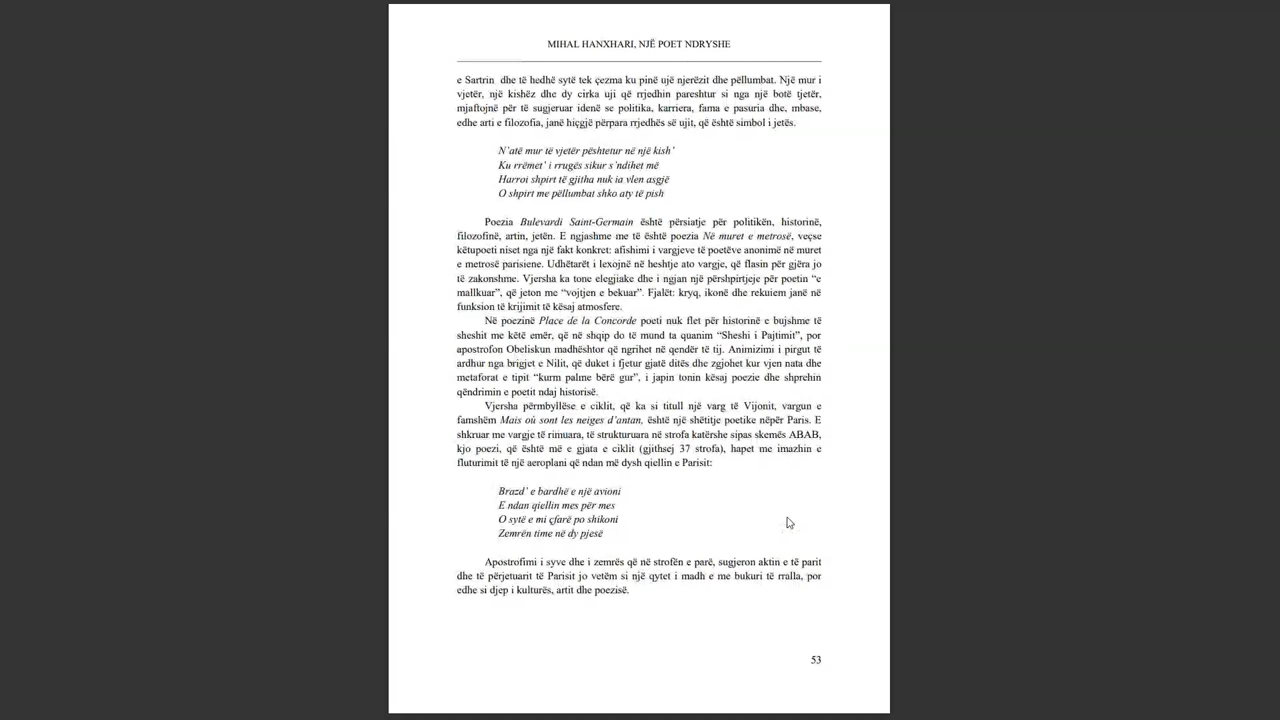 MIHAL HANXHARI, NJË POET NDRYSHE
e Sartrin dhe të hedhë sytë tek çezma ku pinë ujë njerëzit dhe pëllumbat. Një mur i
vjetër, një kishëz dhe dy cirka uji që rrjedhin pareshtur si nga një botë tjetër,
mjaftojnë për të sugjeruar idenë se politika, karriera, fama e pasuria dhe, mbase,
edhe arti e filozofia, janë hiçgjë përpara rrjedhës së ujit, që është simbol i jetës.
N’atë mur të vjetër pështetur në një kish’
Ku rrëmet’ i rrugës sikur s’ndihet më
Harroi shpirt të gjitha nuk ia vlen asgjë
O shpirt me pëllumbat shko aty të pish
Poezia Bulevardi Saint-Germain është përsiatje për politikën, historinë,
filozofinë, artin, jetën. E ngjashme me të është poezia Në muret e metrosë, veçse
këtupoeti niset nga një fakt konkret: afishimi i vargjeve të poetëve anonimë në muret
e metrosë parisiene. Udhëtarët i lexojnë në heshtje ato vargje, që flasin për gjëra jo
të zakonshme. Vjersha ka tone elegjiake dhe i ngjan një përshpirtjeje për poetin “e
mallkuar”, që jeton me “vojtjen e bekuar”. Fjalët: kryq, ikonë dhe rekuiem janë në
funksion të krijimit të kësaj atmosfere.
Në poezinë Place de la Concorde poeti nuk flet për historinë e bujshme të
sheshit me këtë emër, që në shqip do të mund ta quanim “Sheshi i Pajtimit”, por
apostrofon Obeliskun madhështor që ngrihet në qendër të tij. Animizimi i pirgut të
ardhur nga brigjet e Nilit, që duket i fjetur gjatë ditës dhe zgjohet kur vjen nata dhe
metaforat e tipit “kurm palme bërë gur”, i japin tonin kësaj poezie dhe shprehin
qëndrimin e poetit ndaj historisë.
Vjersha përmbyllëse e ciklit, që ka si titull një varg të Vijonit, vargun e
famshëm Mais où sont les neiges d’antan, është një shëtitje poetike nëpër Paris. E
shkruar me vargje të rimuara, të strukturuara në strofa katërshe sipas skemës ABAB,
kjo poezi, që është më e gjata e ciklit (gjithsej 37 strofa), hapet me imazhin e
fluturimit të një aeroplani që ndan më dysh qiellin e Parisit:
Brazd’ e bardhë e një avioni
E ndan qiellin mes për mes
O sytë e mi çfarë po shikoni
Zemrën time në dy pjesë
Apostrofimi i syve dhe i zemrës që në strofën e parë, sugjeron aktin e të parit
dhe të përjetuarit të Parisit jo vetëm si një qytet i madh e me bukuri të rralla, por
edhe si djep i kulturës, artit dhe poezisë.
53